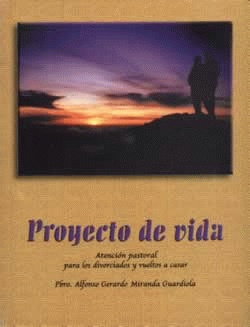 Proyecto de vida
Atención pastoral
para los divorciados y vueltos a casar
Pbro. Alfonso Gerardo Miranda Guardiola